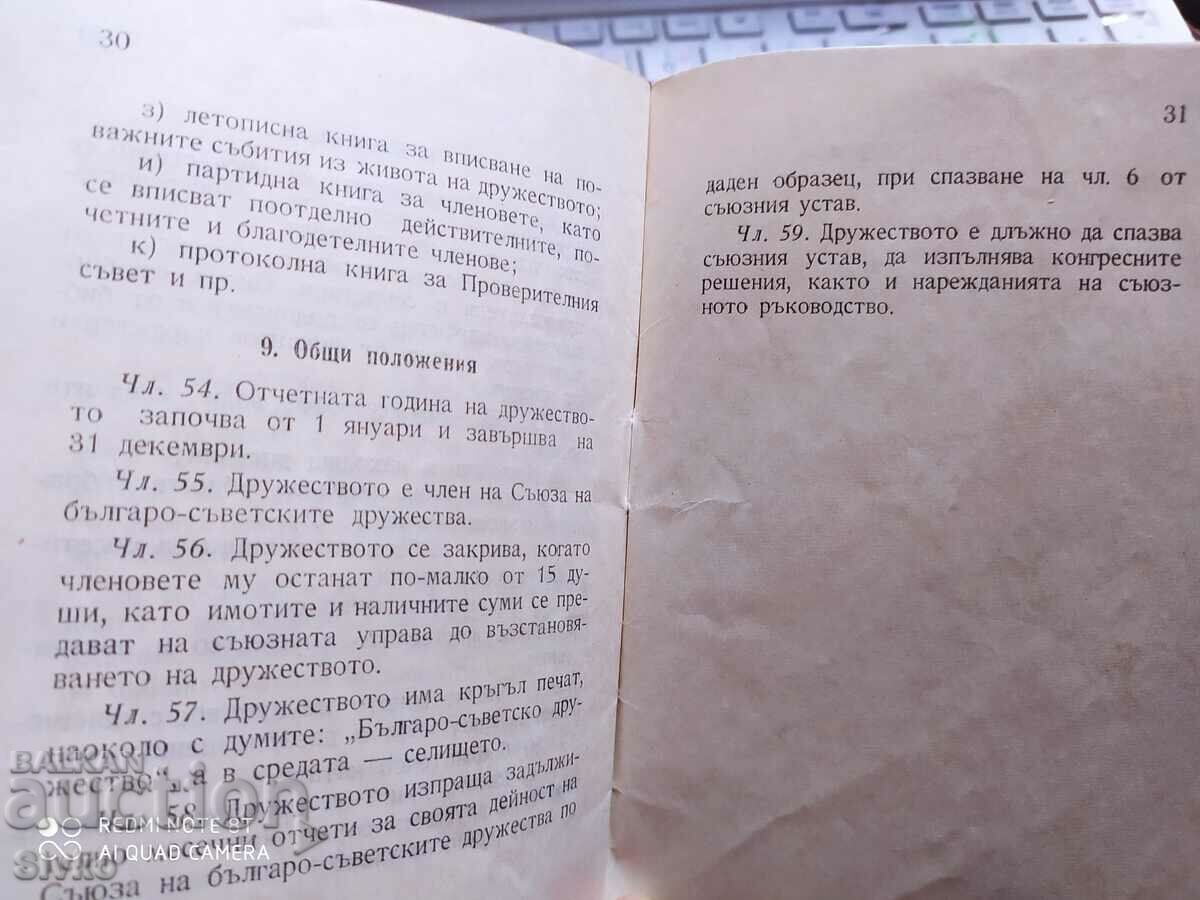 30
з) летописна книга за вписване на по-
важните събития из живота на дружеството;
и) партидна книга за членовете, като
се вписват поотделно действителните, по-
четните и благодетелните членове;
к) протоколна книга за Проверителния
съвет и пр.
9. Общи положения
Чл. 54. Отчетната година на дружество-
то започва от 1 януари и завършва на
31 декември.
Чл. 55. Дружеството е член на Съюза на
българо-съветските дружества.
Чл. 56. Дружеството се закрива, когато
членовете му останат по-малко от 15 ду-
ши, като имотите и наличните суми се пре-
дават на съюзната управа до възстановя-
ването на дружеството.
Чл. 57. Дружеството има кръгъл печат,
наоколо с думите: „Българо-съветско дру-
жество“, а в средата — селището.
58. Дружеството изпраща задължи-
месечни отчети за своята дейност на
Съюза на българо-съветските дружества по
31
даден образец, при спазване на чл. 6 от
съюзния устав.
Чл. 59. Дружеството е длъжно да спазва
съюзния устав, да изпълнява конгресните
решения, както и нарежданията на съюз-
ното ръководство.
BALKAN
auction
REDMI NOTE 8T
AI QUAD CAMERA
sivko